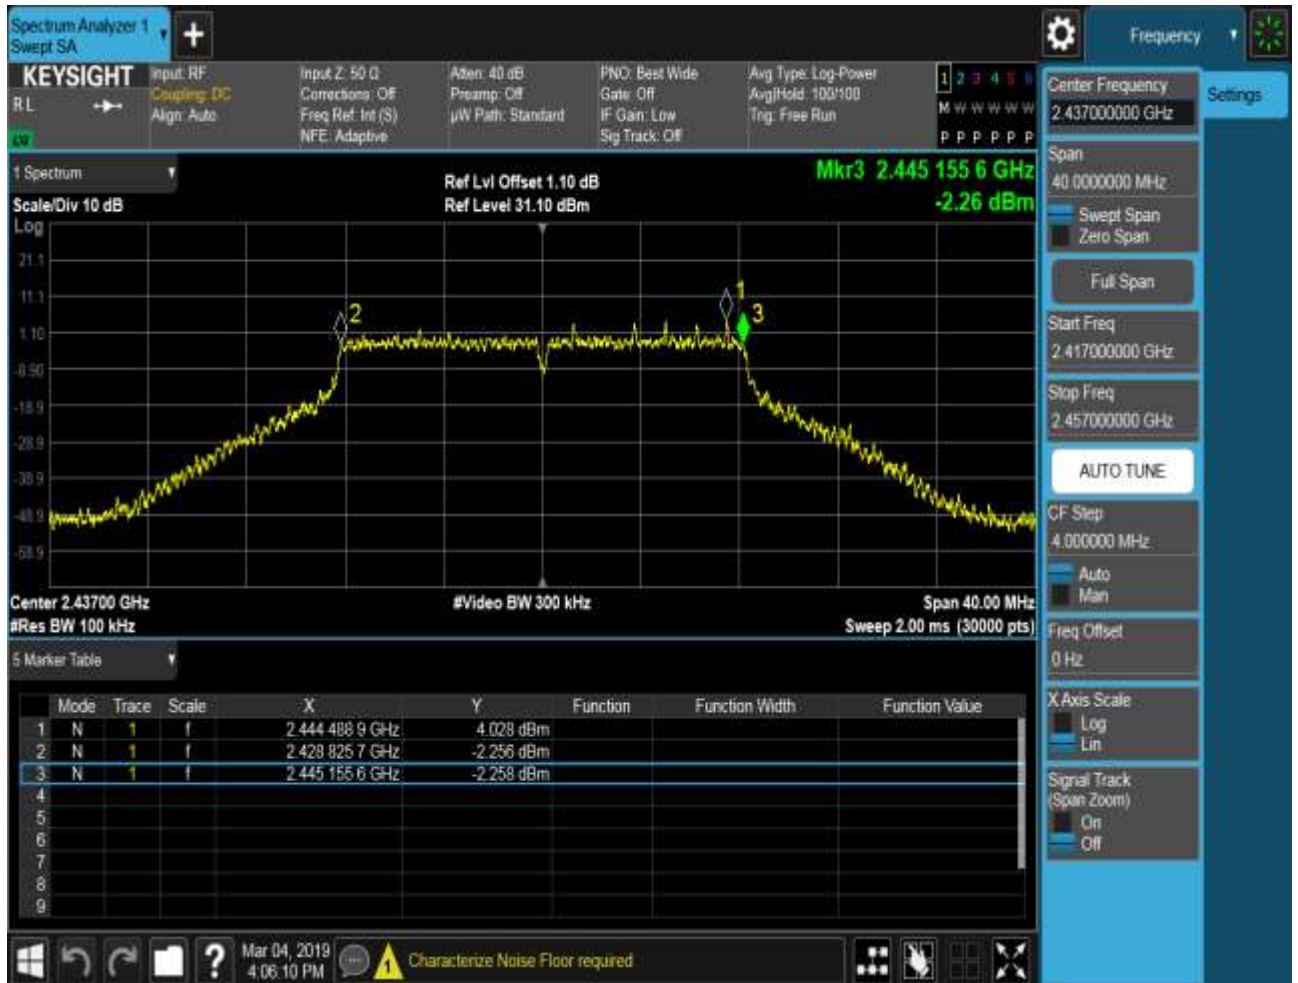 Spectrum Analyzer 1
Swept SA
+
Frequency
KEYSIGHT
RL
Input: RF
Coupling: DC
Align: Auto
Input Z: 50 Ω
Corrections: Off
Freq Ref: Int (S)
NFE: Adaptive
Atten: 40 dB
Preamp: Off
µW Path: Standard
PNO: Best Wide
Gate: Off
IF Gain: Low
Sig Track: Off
Avg Type: Log-Power
Avg|Hold: 100/100
Trig: Free Run
1 2 3 4 5 6
M W W W W W
P P P P P P
1 Spectrum
Scale/Div 10 dB
Ref Lvl Offset 1.10 dB
Ref Level 31.10 dBm
Mkr3 2.445 155 6 GHz
-2.26 dBm
Log
21.1
11.1
1.10
-8.90
-18.9
-28.9
-38.9
-48.9
-58.9
2
1
3
Center 2.43700 GHz
#Res BW 100 kHz
#Video BW 300 kHz
Span 40.00 MHz
Sweep 2.00 ms (30000 pts)
5 Marker Table
Mode Trace Scale X Y Function Function Width Function Value
1 N 1 f 2.444 488 9 GHz 4.028 dBm
2 N 1 f 2.428 825 7 GHz -2.256 dBm
3 N 1 f 2.445 155 6 GHz -2.258 dBm
4
5
6
7
8
9
?
Mar 04, 2019
4:06:10 PM
1
Characterize Noise Floor required
Center Frequency
2.437000000 GHz
Settings
Span
40.0000000 MHz
Swept Span
Zero Span
Full Span
Start Freq
2.417000000 GHz
Stop Freq
2.457000000 GHz
AUTO TUNE
CF Step
4.000000 MHz
Auto
Man
Freq Offset
0 Hz
X Axis Scale
Log
Lin
Signal Track
(Span Zoom)
On
Off